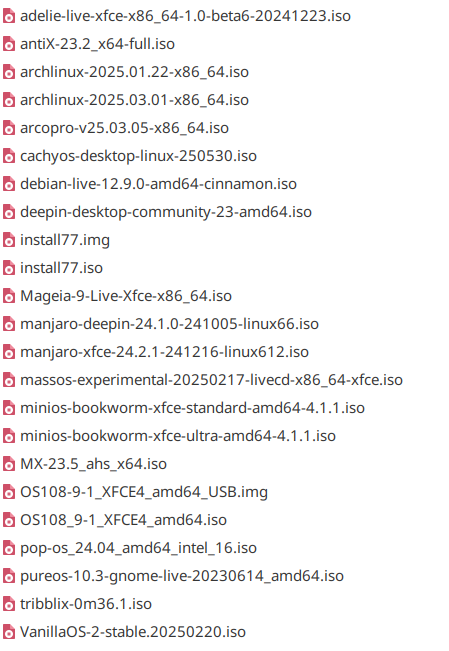 adelie-live-xfce-x86_64-1.0-beta6-20241223.iso
antiX-23.2_x64-full.iso
archlinux-2025.01.22-x86_64.iso
archlinux-2025.03.01-x86_64.iso
arcopro-v25.03.05-x86_64.iso
cachyos-desktop-linux-250530.iso
debian-live-12.9.0-amd64-cinnamon.iso
deepin-desktop-community-23-amd64.iso
install77.img
install77.iso
Mageia-9-Live-Xfce-x86_64.iso
manjaro-deepin-24.1.0-241005-linux66.iso
manjaro-xfce-24.2.1-241216-linux612.iso
massos-experimental-20250217-livecd-x86_64-xfce.iso
minios-bookworm-xfce-standard-amd64-4.1.1.iso
minios-bookworm-xfce-ultra-amd64-4.1.1.iso
MX-23.5_ahs_x64.iso
OS108-9-1_XFCE4_amd64_USB.img
OS108_9-1_XFCE4_amd64.iso
pop-os_24.04_amd64_intel_16.iso
pureos-10.3-gnome-live-20230614_amd64.iso
tribblix-0m36.1.iso
VanillaOS-2-stable.20250220.iso